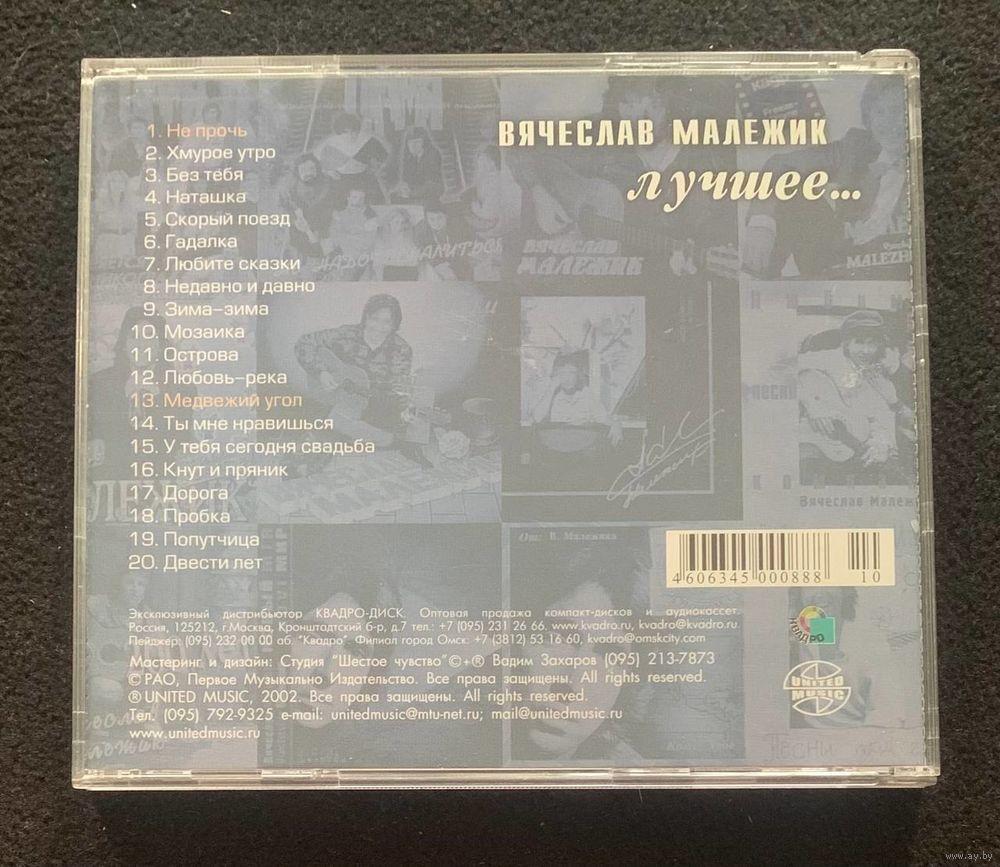 ВЯЧЕСЛАВ МАЛЕЖИК
лучшее...
1. Не прочь
2. Хмурое утро
3. Без тебя
4. Наташка
5. Скорый поезд
6. Гадалка
7. Любите сказки
8. Недавно и давно
9. Зима–зима
10. Мозаика
11. Острова
12. Любовь–река
13. Медвежий угол
14. Ты мне нравишься
15. У тебя сегодня свадьба
16. Кнут и пряник
17. Дорога
18. Пробка
19. Попутчица
20. Двести лет
ВЯЧЕСЛАВ
МАЛЕЖИК
Вячеслав Малеж
От: В. Малежика
4 606345 000888 10
Эксклюзивный дистрибьютор КВАДРО-ДИСК. Оптовая продажа компакт-дисков и аудиокассет.
Россия, 125212, г.Москва, Кронштадтский б-р, д.7 тел.: +7 (095) 231 26 66. www.kvadro.ru, kvadro@kvadro.ru.
Пейджер: (095) 232 00 00 аб. "Квадро". Филиал город Омск: +7 (3812) 53 16 60, kvadro@omskcity.com
Мастеринг и дизайн: Студия "Шестое чувство"©+® Вадим Захаров (095) 213-7873
© РАО, Первое Музыкально Издательство. Все права защищены. All rights reserved.
® UNITED MUSIC, 2002. Все права защищены. All rights reserved.
Тел. (095) 792-9325 e-mail: unitedmusic@mtu-net.ru; mail@unitedmusic.ru
www.unitedmusic.ru
КВАДРО
UNITED
MUSIC
www.ay.by